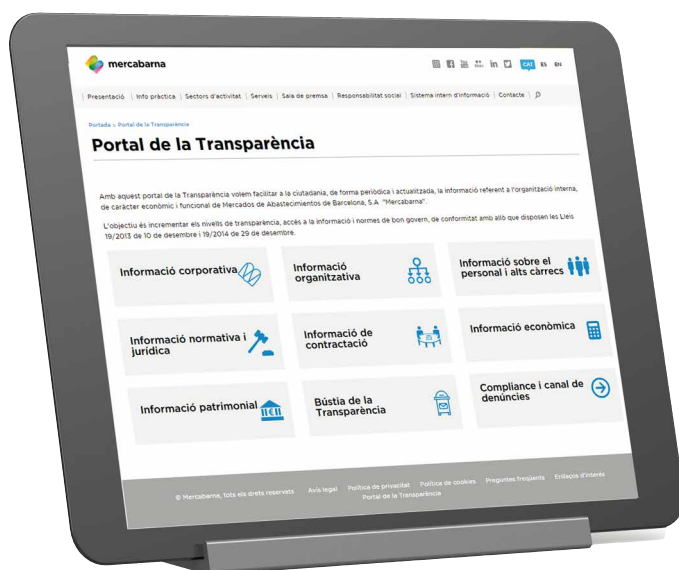 mercabarna
CAT ES EN
Presentació | Info pràctica | Sectors d'activitat | Serveis | Sala de premsa | Responsabilitat social | Sistema intern d'informació | Contacte
Portada > Portal de la Transparència
Portal de la Transparència
Amb aquest portal de la Transparència volem facilitar a la ciutadania, de forma periòdica i actualitzada, la informació referent a l'organització interna,
de caràcter econòmic i funcional de Mercados de Abastecimientos de Barcelona, S.A. "Mercabarna".
L'objectiu és incrementar els nivells de transparència, accés a la informació i normes de bon govern, de conformitat amb allò que disposen les Lleis
19/2013 de 10 de desembre i 19/2014 de 29 de desembre.
Informació corporativa
Informació
organitzativa
Informació sobre el
personal i alts càrrecs
Informació normativa i
jurídica
Informació de
contractació
Informació econòmica
Informació patrimonial
Bústia de la
Transparència
Compliance i canal de
denúncies
© Mercabarna, tots els drets reservats Avís legal Política de privacitat Política de cookies Preguntes freqüents Enllaços d'interès
Portal de la Transparència